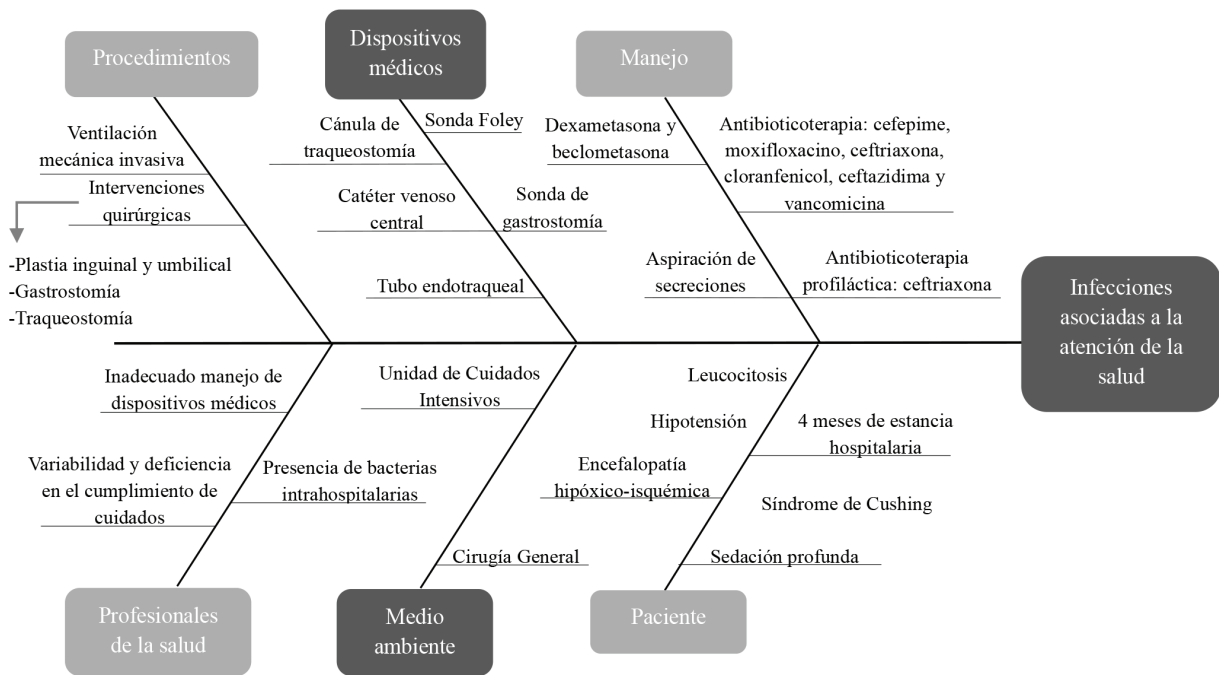 Procedimientos
Dispositivos
médicos
Manejo
Ventilación
mecánica invasiva
Intervenciones
quirúrgicas
-Plastia inguinal y umbilical
-Gastrostomía
-Traqueostomía
Sonda Foley
Cánula de
traqueostomía
Catéter venoso
central
Sonda de
gastrostomía
Tubo endotraqueal
Dexametasona y
beclometasona
Antibioticoterapia: cefepime,
moxifloxacino, ceftriaxona,
cloranfenicol, ceftazidima y
vancomicina
Aspiración de
secreciones
Antibioticoterapia
profiláctica: ceftriaxona
Infecciones
asociadas a la
atención de la
salud
Inadecuado manejo de
dispositivos médicos
Variabilidad y deficiencia
en el cumplimiento de
cuidados
Presencia de bacterias
intrahospitalarias
Unidad de Cuidados
Intensivos
Cirugía General
Leucocitosis
Hipotensión
4 meses de estancia
hospitalaria
Encefalopatía
hipóxico-isquémica
Síndrome de Cushing
Sedación profunda
Profesionales
de la salud
Medio
ambiente
Paciente